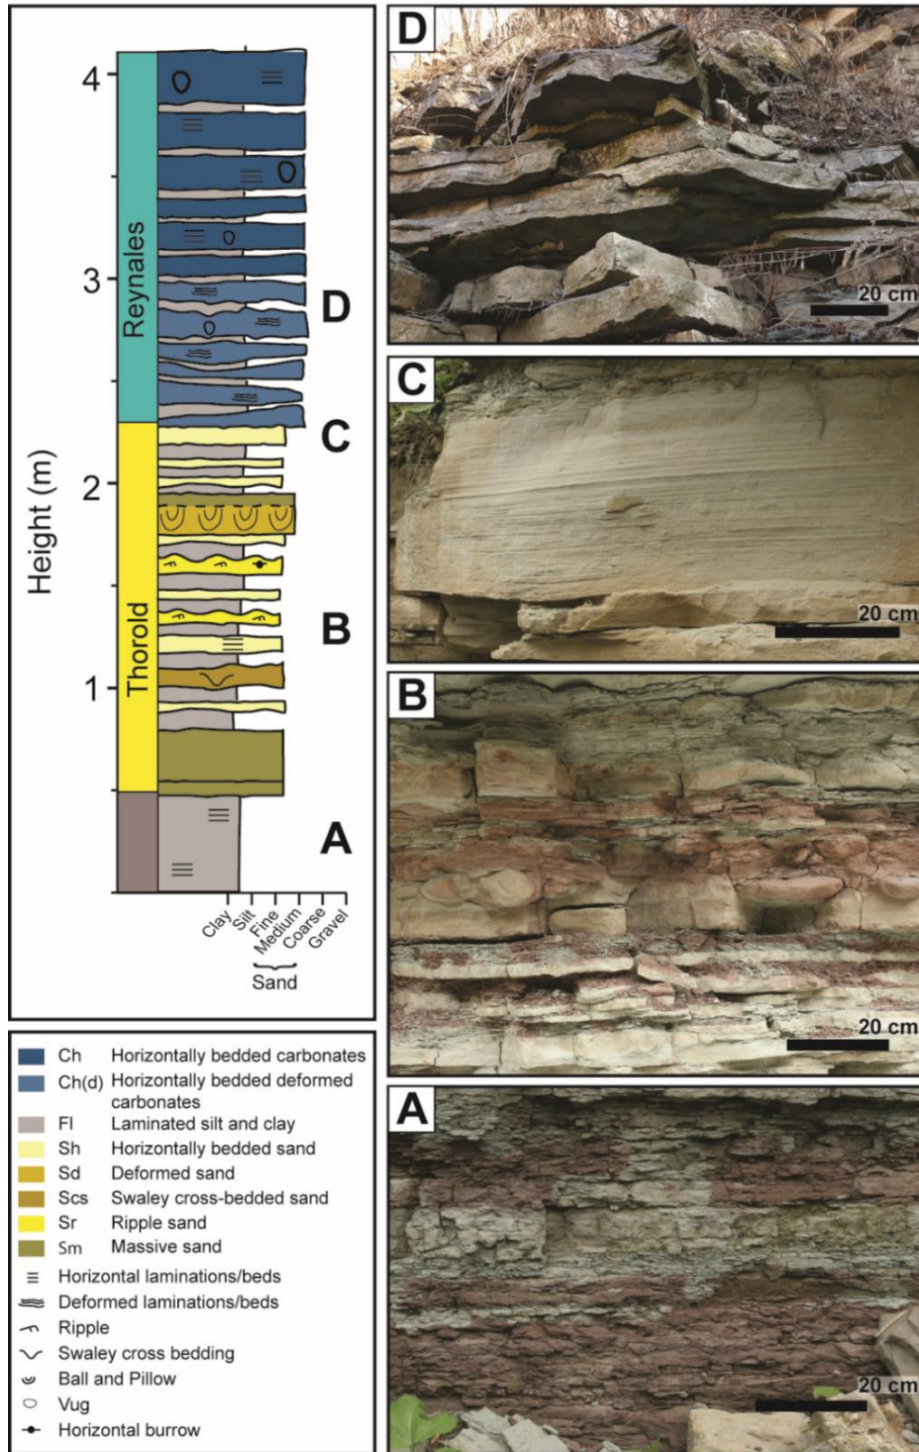 4
3
2
1
Height (m)
Reynales
Thorold
D
C
B
A
Clay
Silt
Fine
Medium
Coarse
Gravel
Sand
Ch Horizontally bedded carbonates
Ch(d) Horizontally bedded deformed
carbonates
Fl Laminated silt and clay
Sh Horizontally bedded sand
Sd Deformed sand
Scs Swaley cross-bedded sand
Sr Ripple sand
Sm Massive sand
Horizontal laminations/beds
Deformed laminations/beds
Ripple
Swaley cross bedding
Ball and Pillow
Vug
Horizontal burrow
D
20 cm
C
20 cm
B
20 cm
A
20 cm